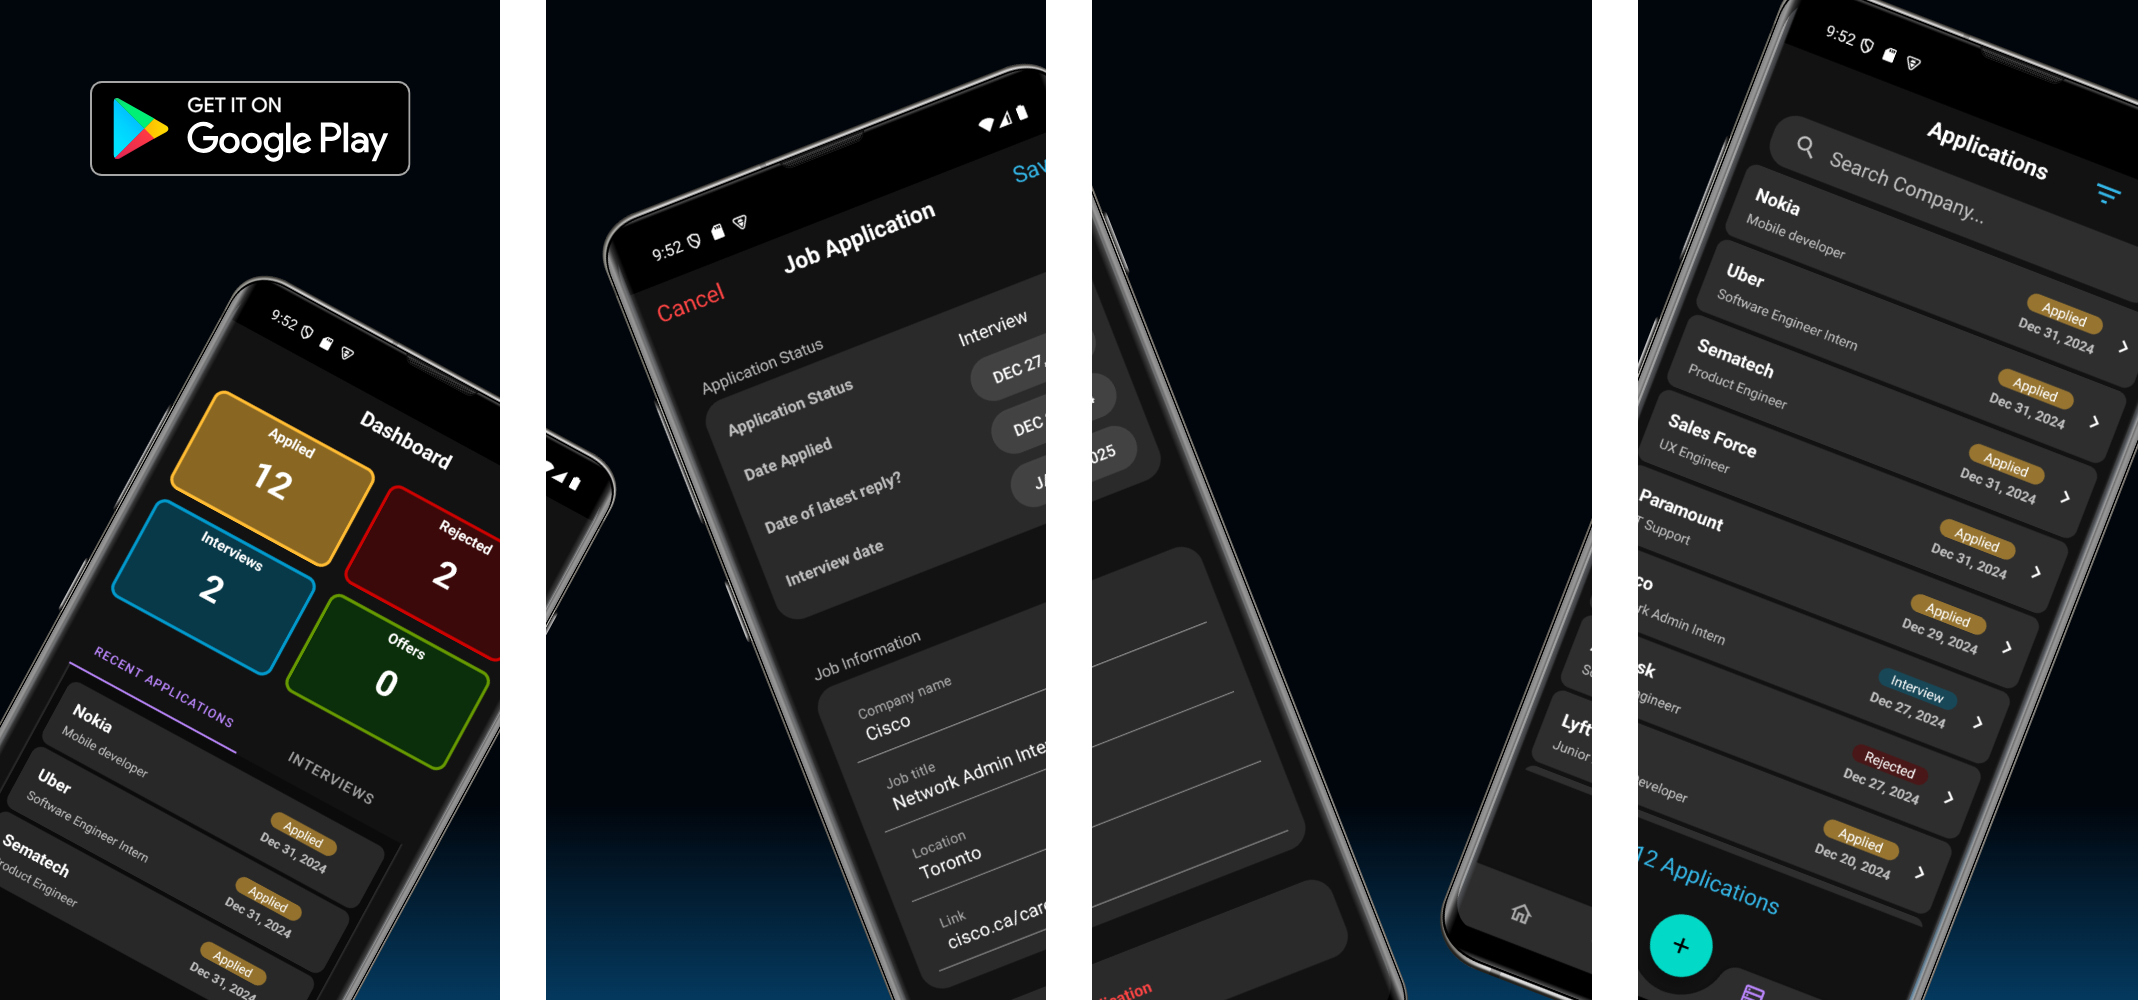 GET IT ON
Google Play
9:52
Dashboard
Applied
12
Rejected
2
Interviews
2
Offers
0
RECENT APPLICATIONS
INTERVIEWS
Nokia
Mobile developer
Applied
Dec 31, 2024
Uber
Software Engineer Intern
Applied
Dec 31, 2024
Sematech
Product Engineer
Applied
Dec 31, 2024
9:52
Cancel
Job Application
Application Status
Application Status
Interview
Date Applied
DEC 27,
Date of latest reply?
DEC
Interview date
Job Information
Company name
Cisco
Job title
Network Admin Inte
Location
Toronto
Link
cisco.ca/care
025
Lyft
Junior
9:52
Applications
Search Company...
Nokia
Mobile developer
Applied
Dec 31, 2024
Uber
Software Engineer Intern
Applied
Dec 31, 2024
Sematech
Product Engineer
Applied
Dec 31, 2024
Sales Force
UX Engineer
Applied
Dec 31, 2024
Paramount
T Support
Applied
Dec 29, 2024
co
rk Admin Intern
Interview
Dec 27, 2024
sk
gineerr
Rejected
Dec 27, 2024
eveloper
Applied
Dec 20, 2024
12 Applications